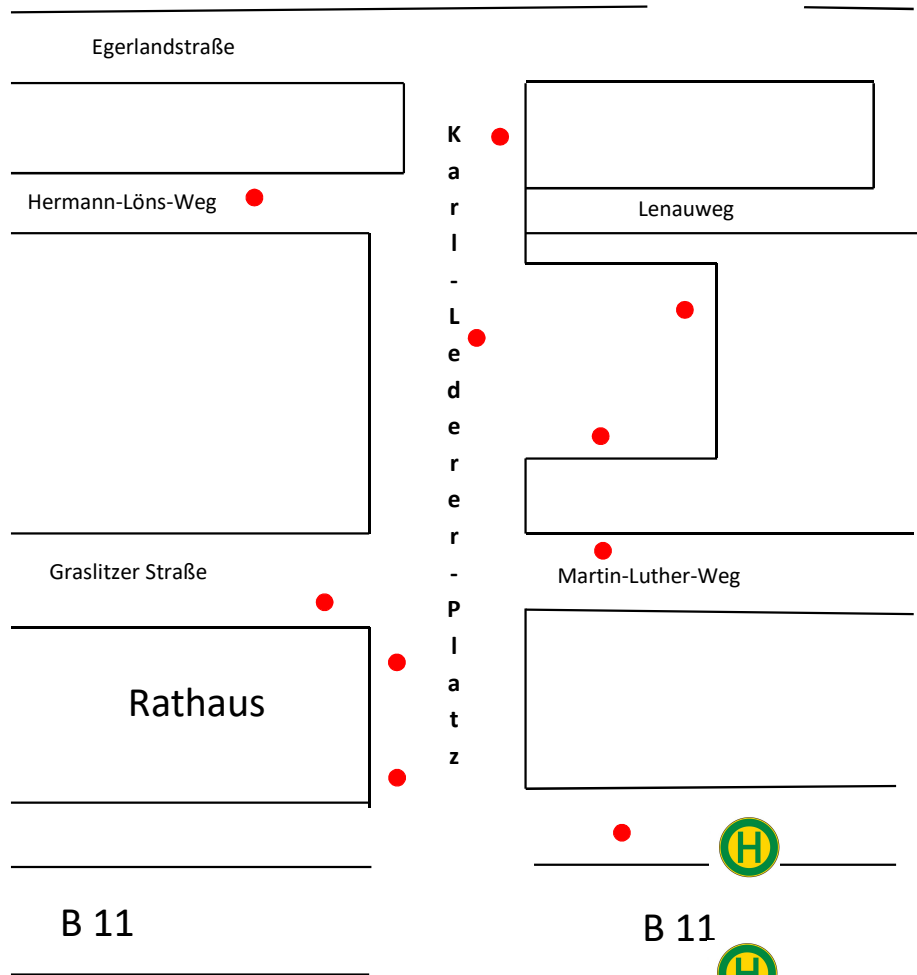 Egerlandstraße
Karl-Lederer-Platz
Hermann-Löns-Weg
Lenauweg
Graslitzer Straße
Martin-Luther-Weg
Rathaus
H
B 11
B 11
H